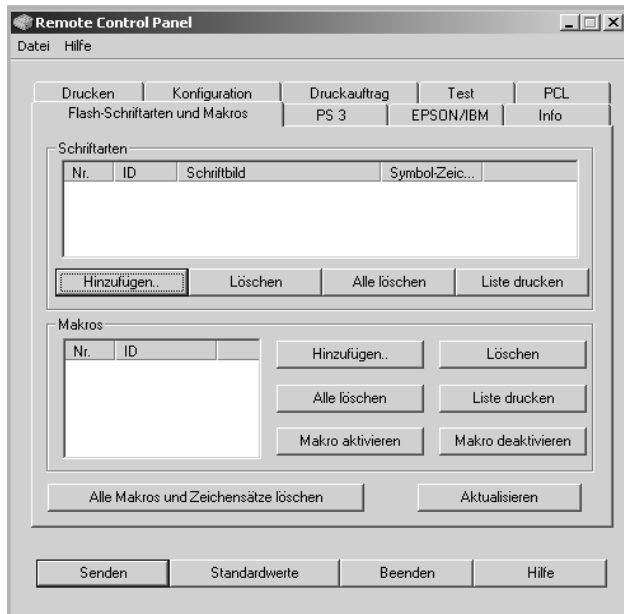 Remote Control Panel
Datei Hilfe
Drucken Konfiguration Druckauftrag Test PCL
Flash-Schriftarten und Makros PS 3 EPSON/IBM Info
Schriftarten
Nr. ID Schriftbild Symbol-Zeic...
Hinzufügen.. Löschen Alle löschen Liste drucken
Makros
Nr. ID
Hinzufügen.. Löschen
Alle löschen Liste drucken
Makro aktivieren Makro deaktivieren
Alle Makros und Zeichensätze löschen Aktualisieren
Senden Standardwerte Beenden Hilfe